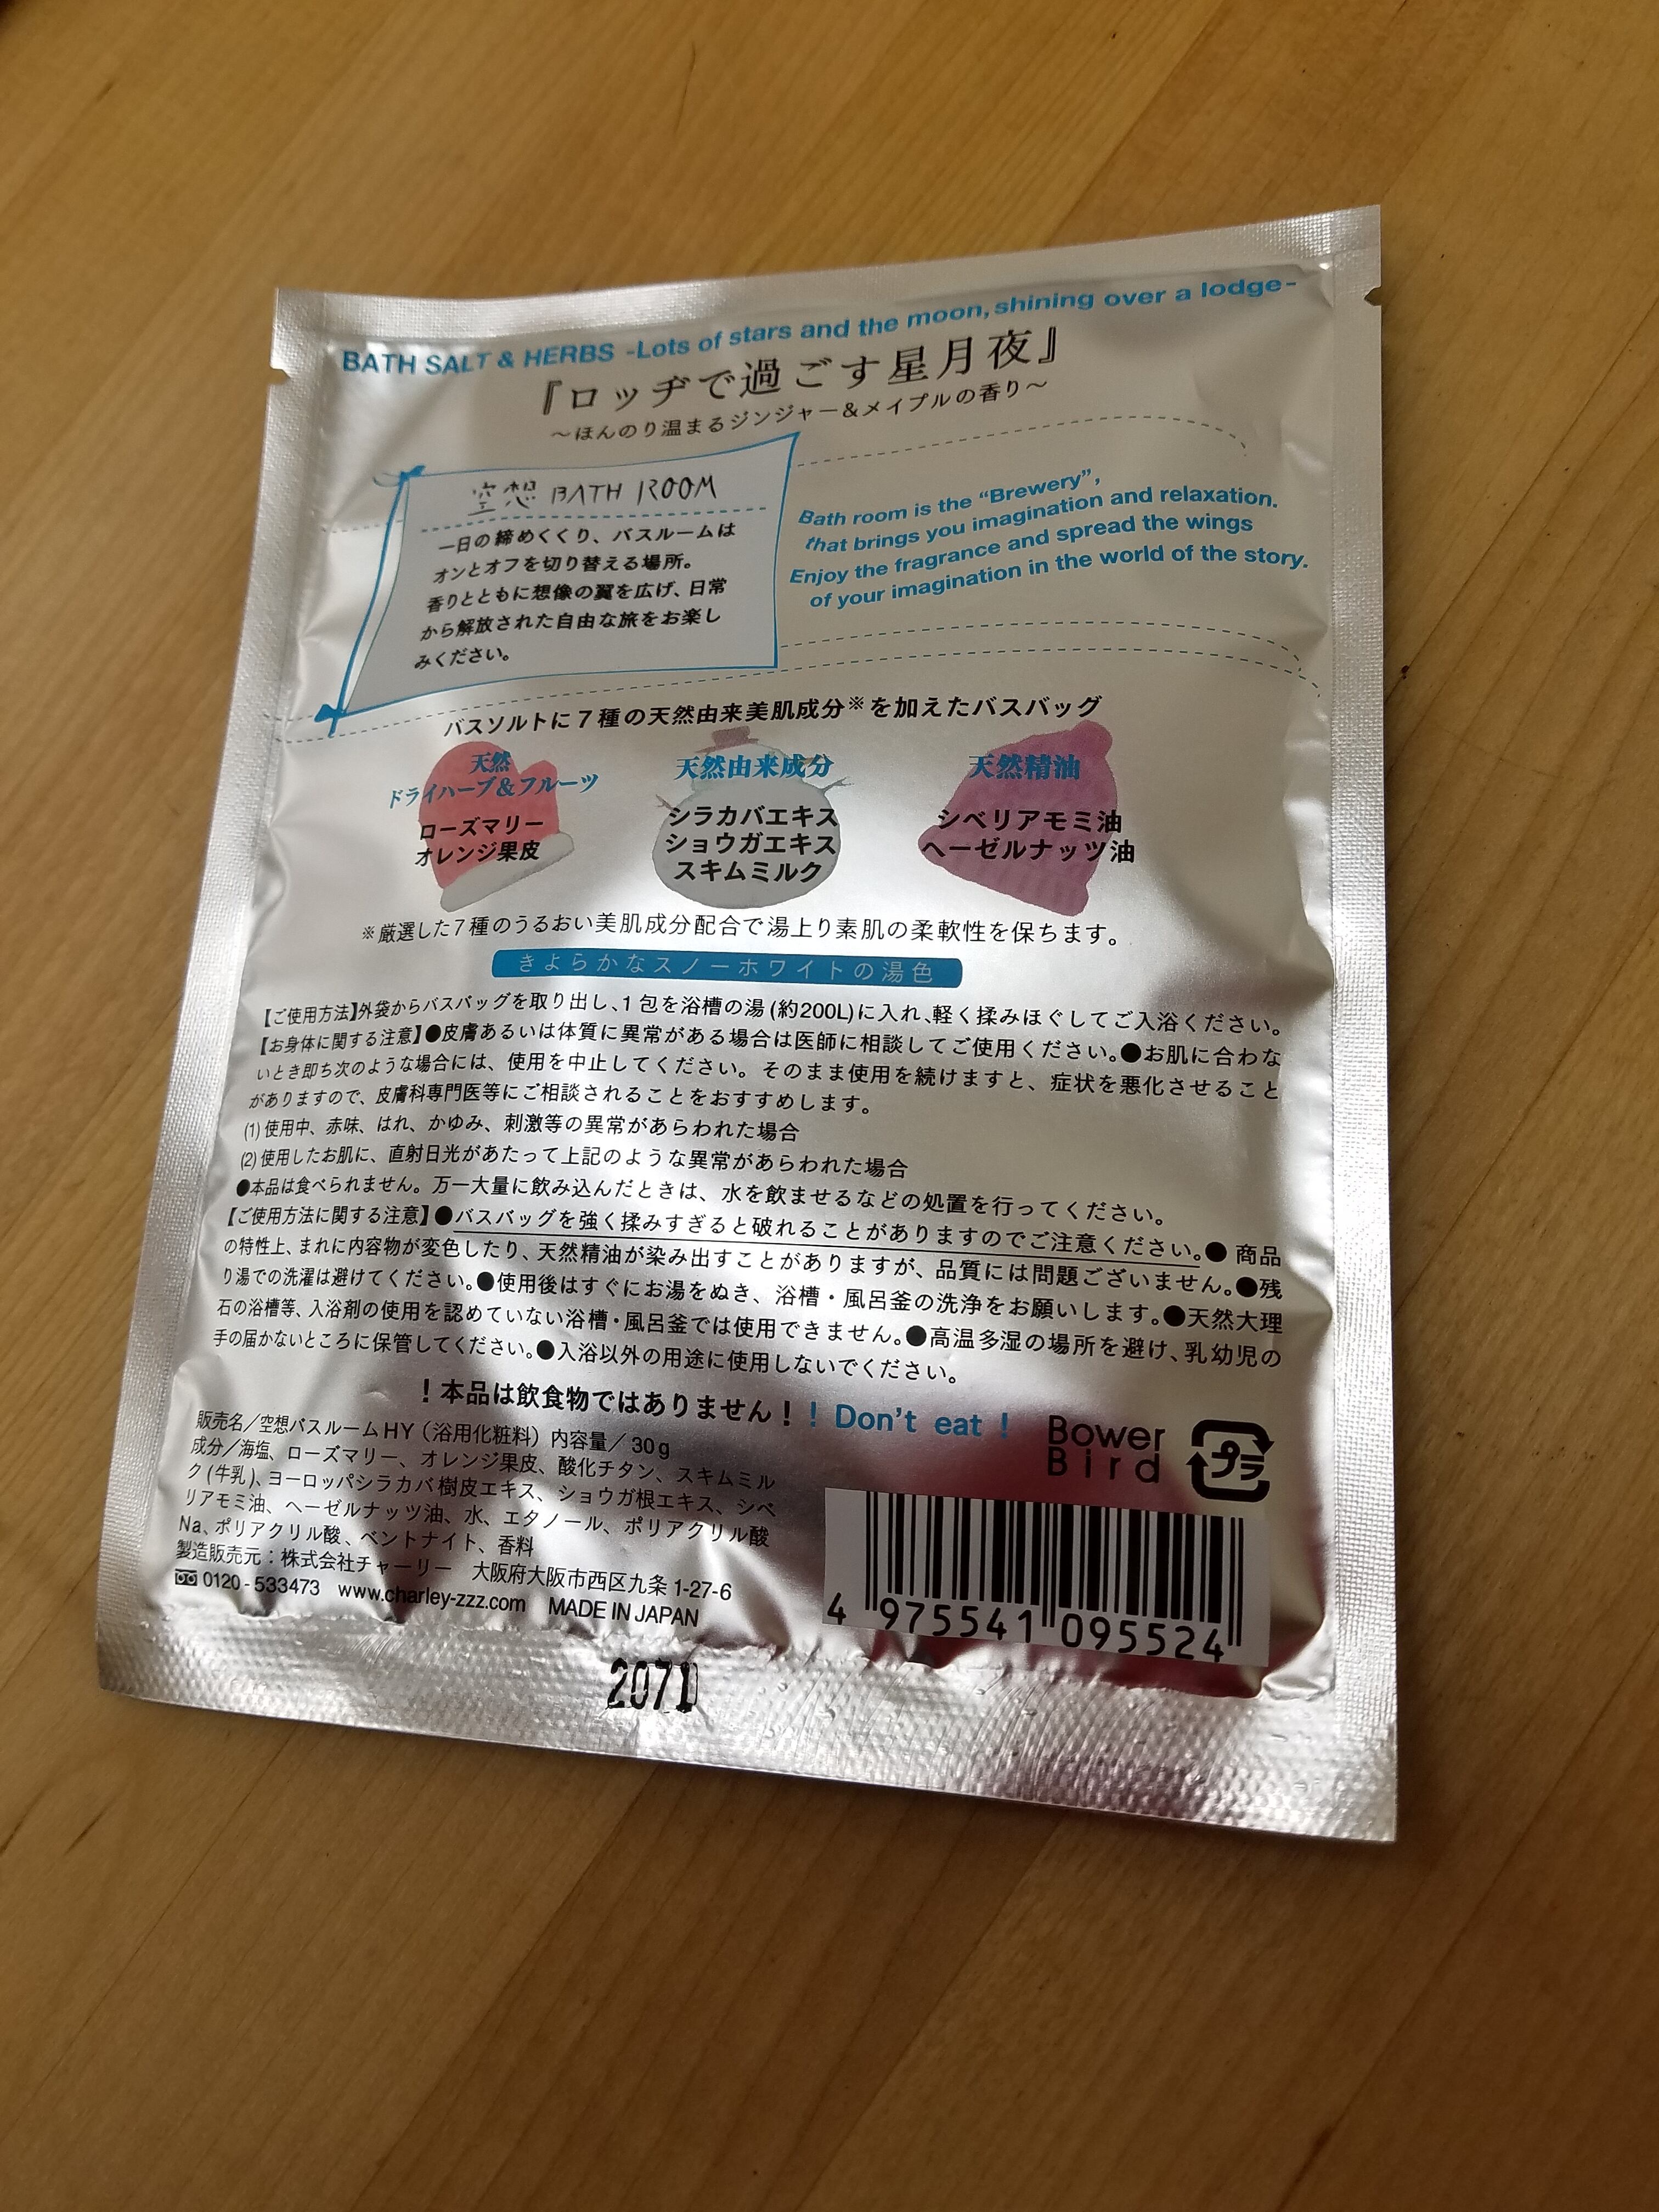 BATH SALT & HERBS -Lots of stars and the moon, shining over a lodge-
『ロッヂで過ごす星月夜』
～ほんのり温まるジンジャー&メイプルの香り～
空想 BATH ROOM
一日の締めくくり、バスルームは
オンとオフを切り替える場所。
香りとともに想像の翼を広げ、日常
から解放された自由な旅をお楽し
みください。
Bath room is the “Brewery”,
that brings you imagination and relaxation.
Enjoy the fragrance and spread the wings
of your imagination in the world of the story.
バスソルトに7種の天然由来美肌成分※を加えたバスバッグ
天然
ドライハーブ&フルーツ
ローズマリー
オレンジ果皮
天然由来成分
シラカバエキス
ショウガエキス
スキムミルク
天然精油
シベリアモミ油
ヘーゼルナッツ油
※厳選した7種のうるおい美肌成分配合で湯上り素肌の柔軟性を保ちます。
きよらかなスノーホワイトの湯色
【ご使用方法】外袋からバスバッグを取り出し、1包を浴槽の湯(約200L)に入れ、軽く揉みほぐしてご入浴ください。
【お身体に関する注意】●皮膚あるいは体質に異常がある場合は医師に相談してご使用ください。●お肌に合わな
いとき即ち次のような場合には、使用を中止してください。そのまま使用を続けますと、症状を悪化させること
がありますので、皮膚科専門医等にご相談されることをおすすめします。
(1)使用中、赤味、はれ、かゆみ、刺激等の異常があらわれた場合
(2)使用したお肌に、直射日光があたって上記のような異常があらわれた場合
●本品は食べられません。万一大量に飲み込んだときは、水を飲ませるなどの処置を行ってください。
【ご使用方法に関する注意】●バスバッグを強く揉みすぎると破れることがありますのでご注意ください。●商品
の特性上、まれに内容物が変色したり、天然精油が染み出すことがありますが、品質には問題ございません。●残
り湯での洗濯は避けてください。●使用後はすぐにお湯をぬき、浴槽・風呂釜の洗浄をお願いします。●天然大理
石の浴槽等、入浴剤の使用を認めていない浴槽・風呂釜では使用できません。●高温多湿の場所を避け、乳幼児の
手の届かないところに保管してください。●入浴以外の用途に使用しないでください。
！本品は飲食物ではありません！！Don't eat！
販売名／空想バスルームHY（浴用化粧料）内容量／30g
成分／海塩、ローズマリー、オレンジ果皮、酸化チタン、スキムミル
ク(牛乳)、ヨーロッパシラカバ樹皮エキス、ショウガ根エキス、シベ
リアモミ油、ヘーゼルナッツ油、水、エタノール、ポリアクリル酸
Na、ポリアクリル酸、ベントナイト、香料
製造販売元：株式会社チャーリー 大阪府大阪市西区九条1-27-6
0120-533473 www.charley-zzz.com MADE IN JAPAN
Bower
Bird
プラ
4 975541 095524
2071